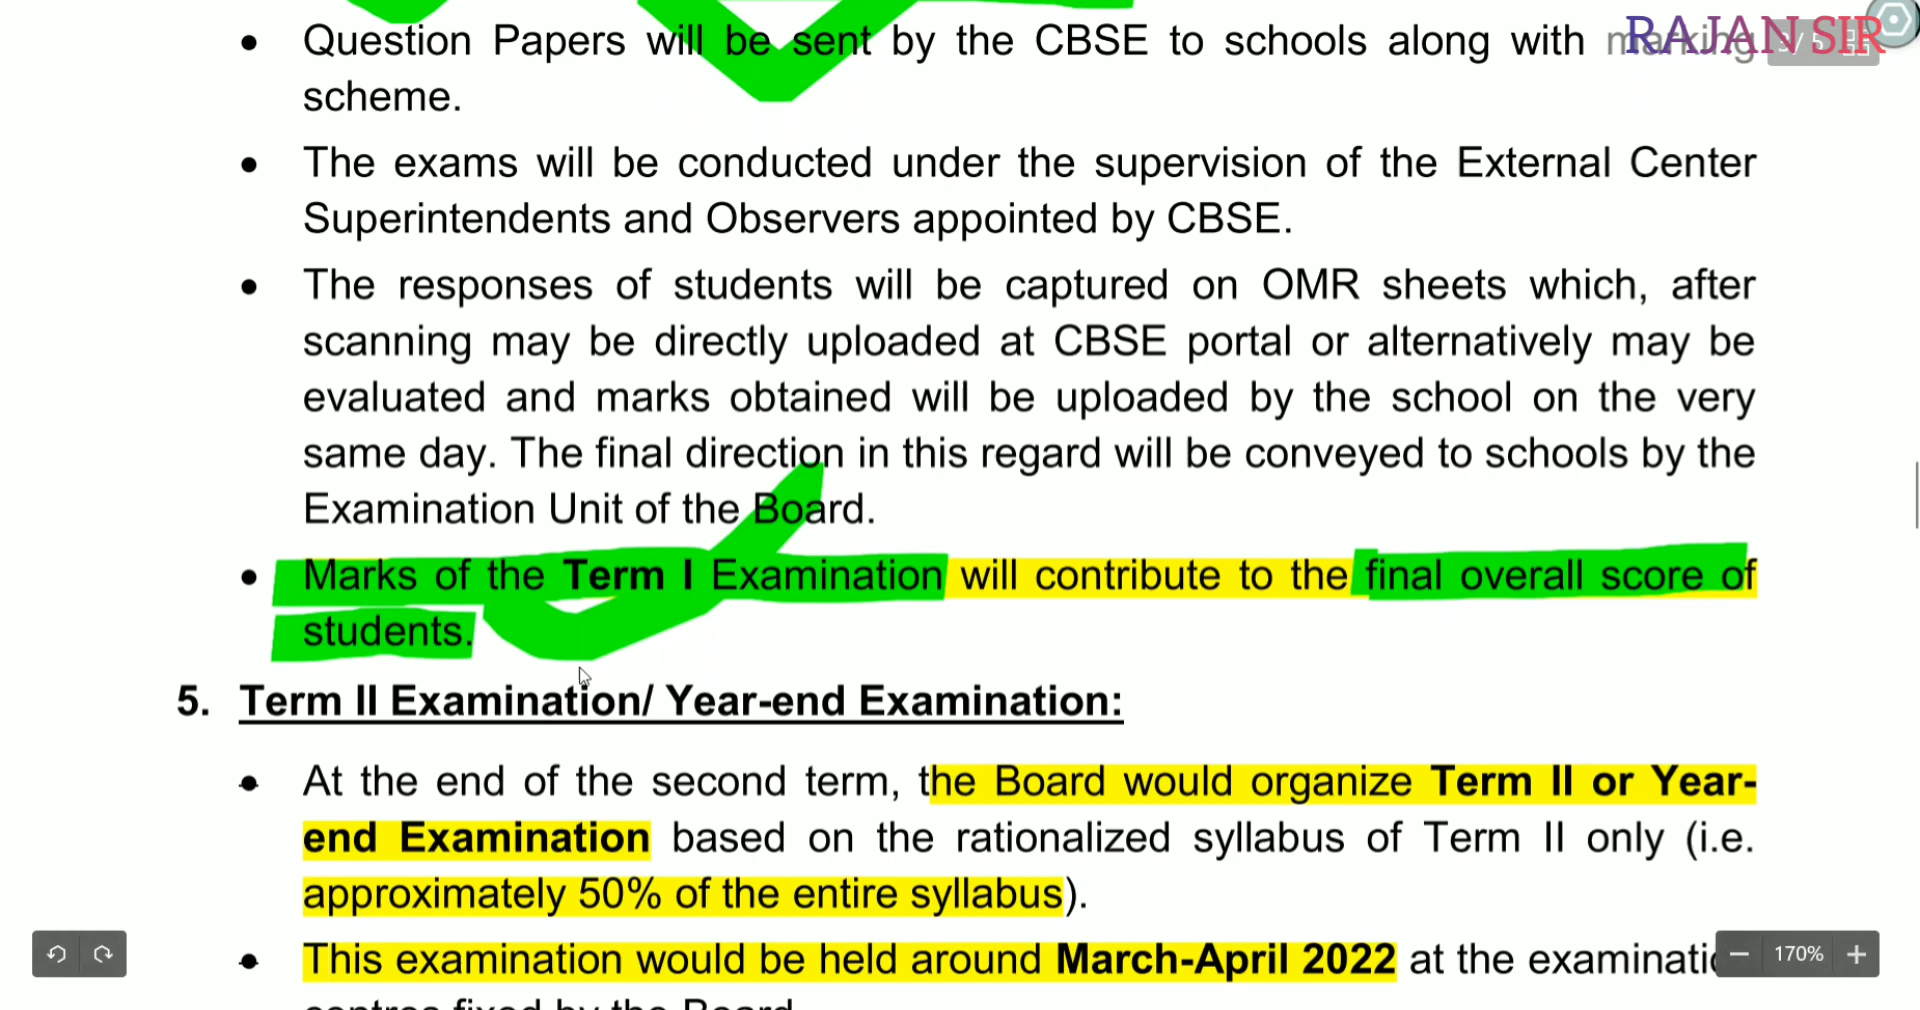 RAJAN SIR
• Question Papers will be sent by the CBSE to schools along with marking
scheme.
• The exams will be conducted under the supervision of the External Center
Superintendents and Observers appointed by CBSE.
• The responses of students will be captured on OMR sheets which, after
scanning may be directly uploaded at CBSE portal or alternatively may be
evaluated and marks obtained will be uploaded by the school on the very
same day. The final direction in this regard will be conveyed to schools by the
Examination Unit of the Board.
• Marks of the Term I Examination will contribute to the final overall score of
students.
5. Term II Examination/ Year-end Examination:
• At the end of the second term, the Board would organize Term II or Year-
end Examination based on the rationalized syllabus of Term II only (i.e.
approximately 50% of the entire syllabus).
• This examination would be held around March-April 2022 at the
170%